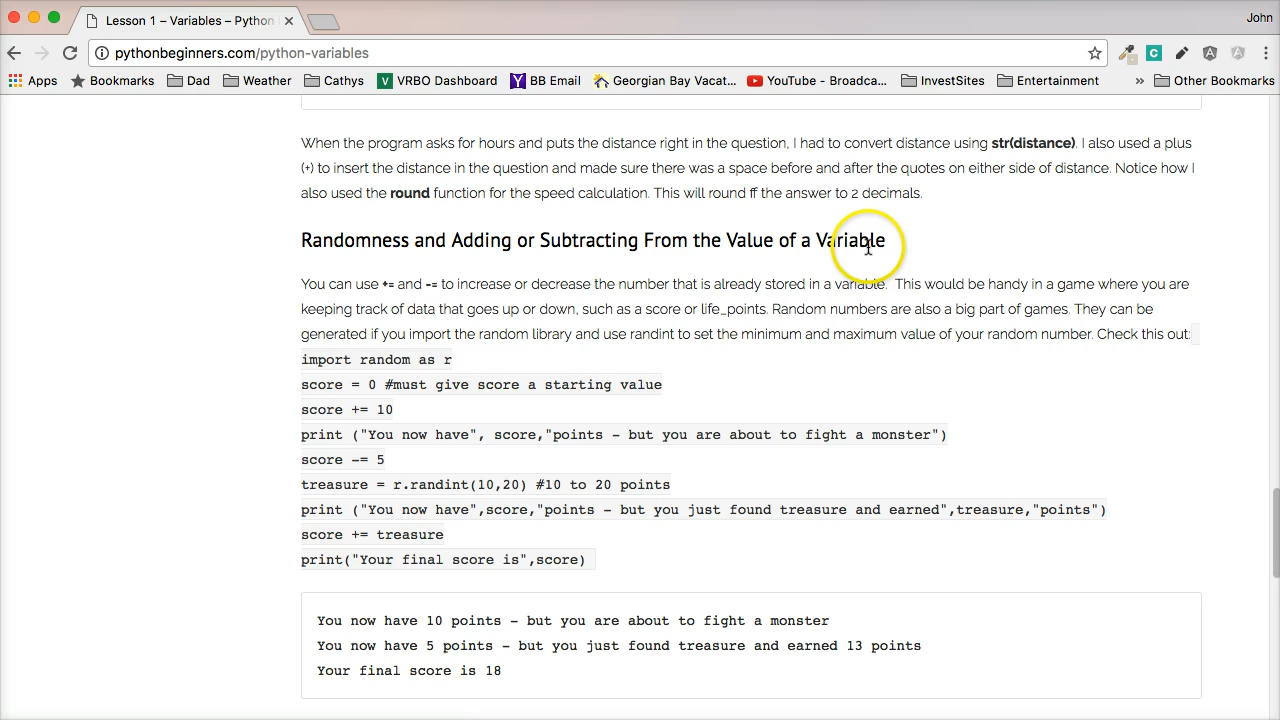 Lesson 1 – Variables – Python
John
pythonbeginners.com/python-variables
Apps Bookmarks Dad Weather Cathys VRBO Dashboard BB Email Georgian Bay Vacat... YouTube - Broadca... InvestSites Entertainment » Other Bookmarks
When the program asks for hours and puts the distance right in the question, I had to convert distance using str(distance). I also used a plus
(+) to insert the distance in the question and made sure there was a space before and after the quotes on either side of distance. Notice how I
also used the round function for the speed calculation. This will round ff the answer to 2 decimals.
Randomness and Adding or Subtracting From the Value of a Variable
You can use += and -= to increase or decrease the number that is already stored in a variable. This would be handy in a game where you are
keeping track of data that goes up or down, such as a score or life_points. Random numbers are also a big part of games. They can be
generated if you import the random library and use randint to set the minimum and maximum value of your random number. Check this out:
import random as r
score = 0 #must give score a starting value
score += 10
print ("You now have", score,"points - but you are about to fight a monster")
score -= 5
treasure = r.randint(10,20) #10 to 20 points
print ("You now have",score,"points - but you just found treasure and earned",treasure,"points")
score += treasure
print("Your final score is",score)
You now have 10 points - but you are about to fight a monster
You now have 5 points - but you just found treasure and earned 13 points
Your final score is 18